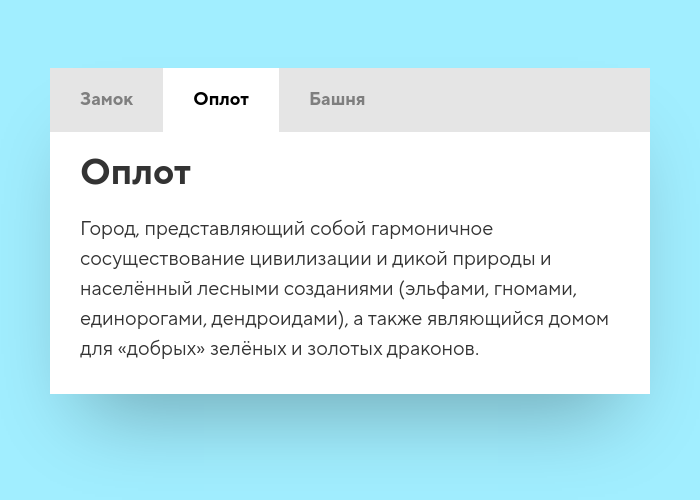 Замок Оплот Башня
Оплот
Город, представляющий собой гармоничное
сосуществование цивилизации и дикой природы и
населённый лесными созданиями (эльфами, гномами,
единорогами, дендроидами), а также являющийся домом
для «добрых» зелёных и золотых драконов.